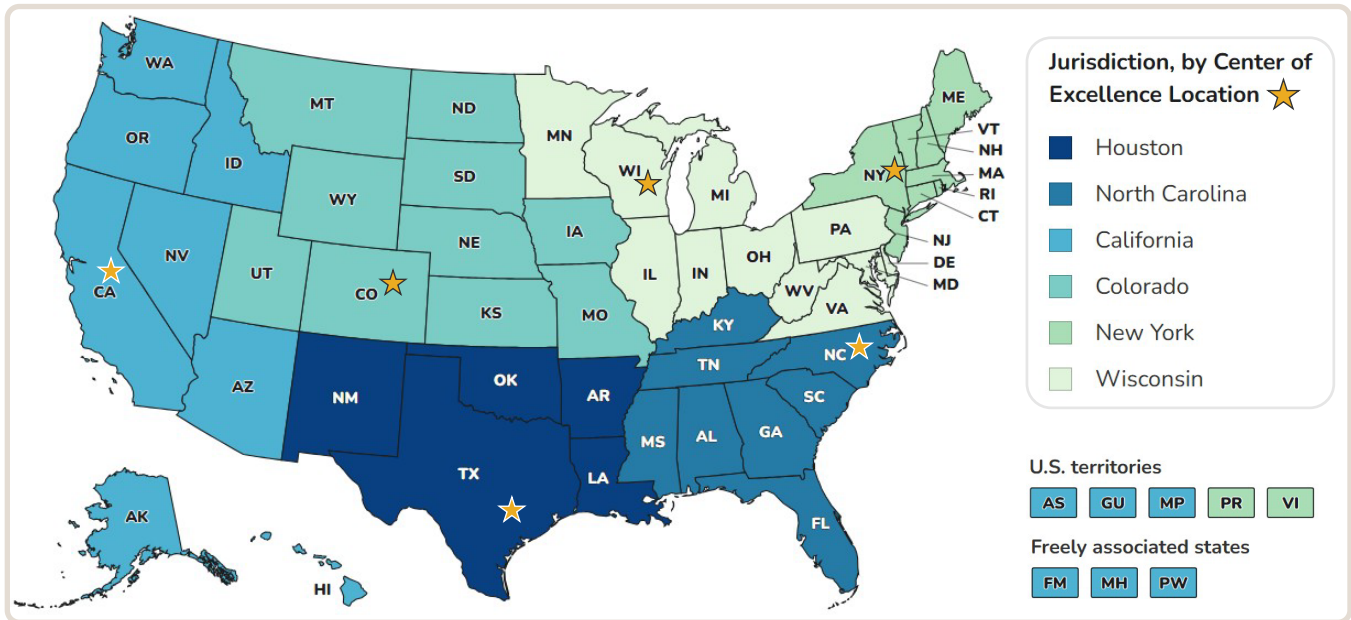 Jurisdiction, by Center of
Excellence Location
Houston
North Carolina
California
Colorado
New York
Wisconsin
WA
OR
ID
MT
ND
MN
WI
MI
ME
VT
NH
MA
RI
CT
NY
SD
WY
NV
UT
CO
NE
IA
IL
IN
OH
PA
NJ
DE
MD
WV
VA
CA
KS
MO
KY
AZ
NM
OK
AR
TN
NC
SC
TX
LA
MS
AL
GA
FL
AK
HI
U.S. territories
AS
GU
MP
PR
VI
Freely associated states
FM
MH
PW